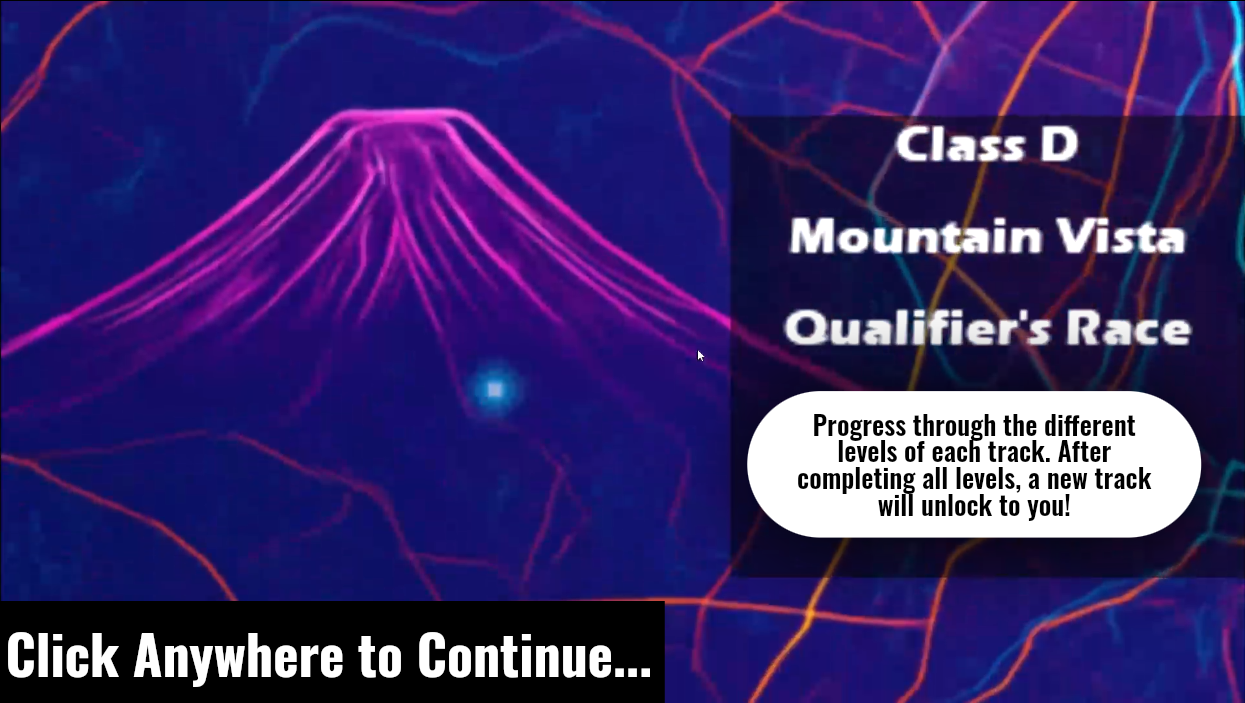 Class D
Mountain Vista
Qualifier's Race
Progress through the different
levels of each track. After
completing all levels, a new track
will unlock to you!
Click Anywhere to Continue...